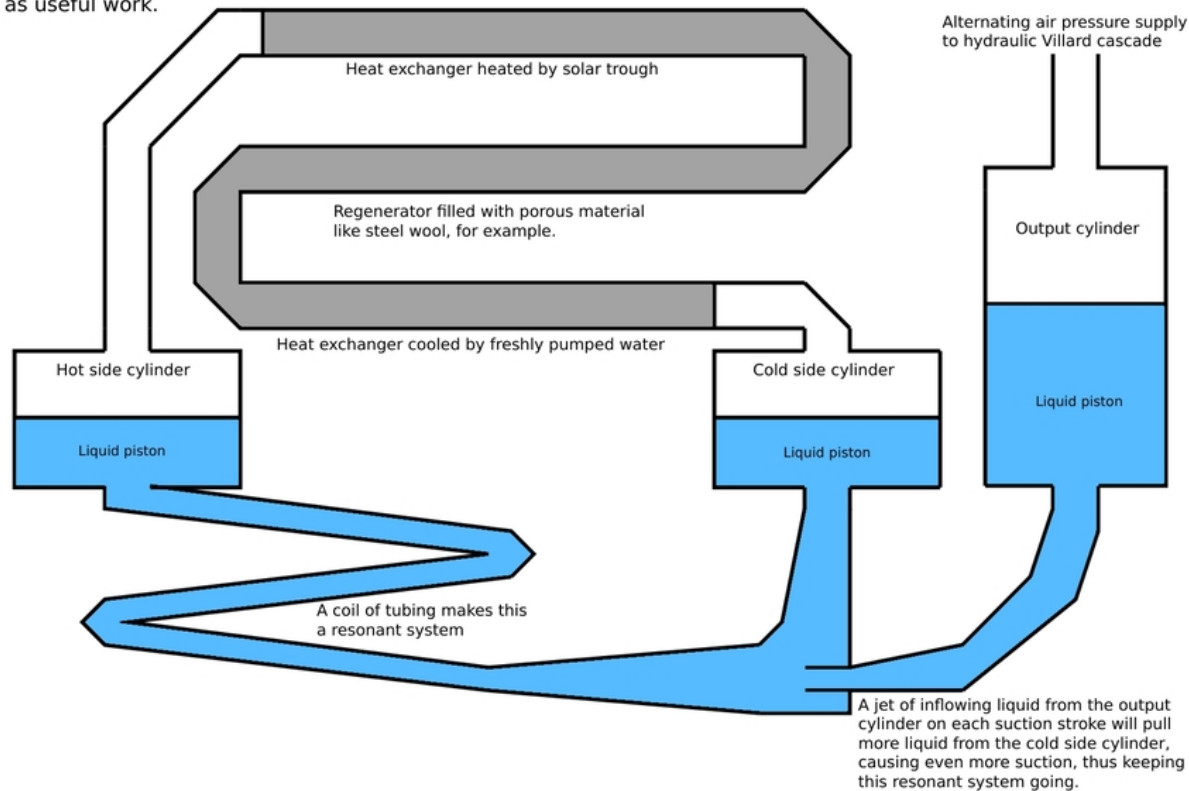 as useful work.
Alternating air pressure supply
to hydraulic Villard cascade
Heat exchanger heated by solar trough
Regenerator filled with porous material
like steel wool, for example.
Output cylinder
Heat exchanger cooled by freshly pumped water
Hot side cylinder
Cold side cylinder
Liquid piston
Liquid piston
Liquid piston
A coil of tubing makes this
a resonant system
A jet of inflowing liquid from the output
cylinder on each suction stroke will pull
more liquid from the cold side cylinder,
causing even more suction, thus keeping
this resonant system going.